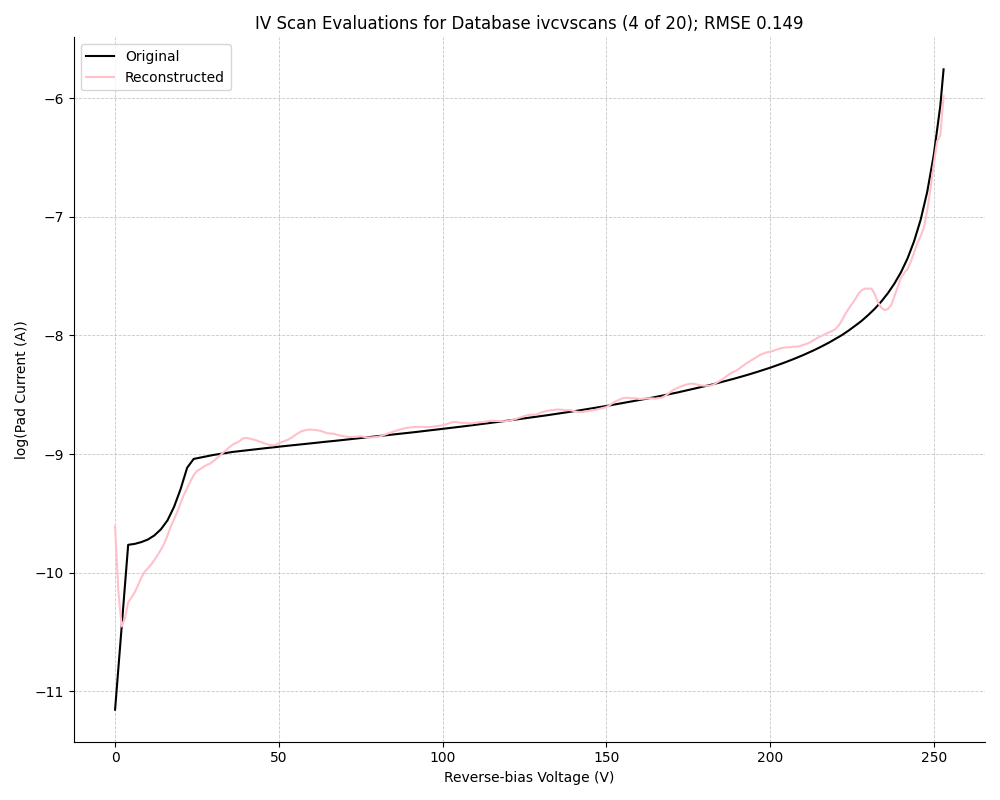 IV Scan Evaluations for Database ivcvscans (4 of 20); RMSE 0.149
Original
Reconstructed
−6
−7
−8
−9
−10
−11
log(Pad Current (A))
0 50 100 150 200 250
Reverse-bias Voltage (V)